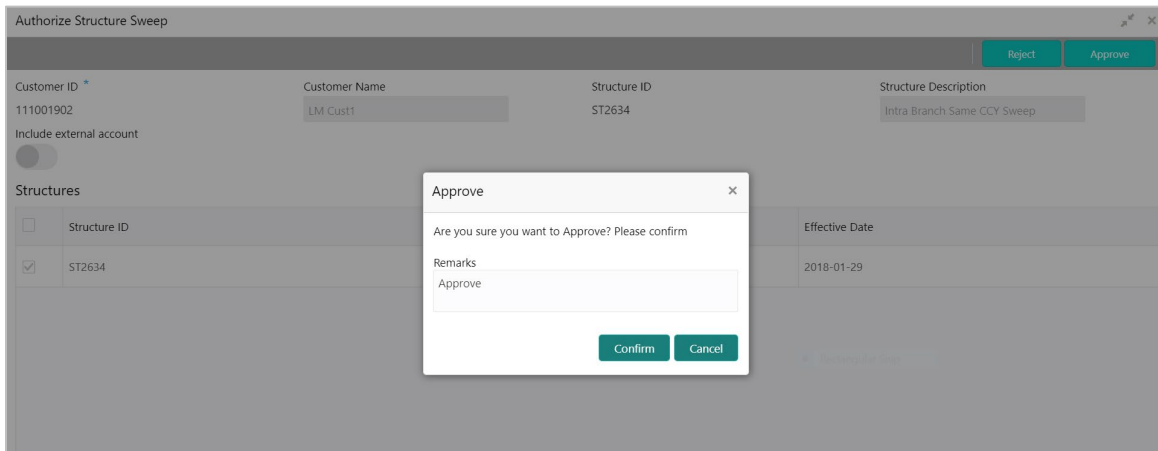 Authorize Structure Sweep
Reject Approve
Customer ID * Customer Name Structure ID Structure Description
111001902 LM Cust1 ST2634 Intra Branch Same CCY Sweep
Include external account
Structures
Approve
Structure ID Effective Date
Are you sure you want to Approve? Please confirm
Remarks
ST2634 2018-01-29
Approve
Confirm Cancel